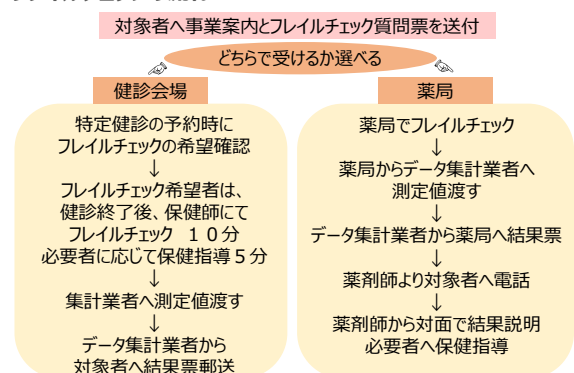 対象者へ事業案内とフレイルチェック質問票を送付
どちらで受けるか選べる
健診会場
特定健診の予約時に
フレイルチェックの希望確認
↓
フレイルチェック希望者は、
健診終了後、保健師にて
フレイルチェック　１０分
必要者に応じて保健指導５分
↓
集計業者へ測定値渡す
↓
データ集計業者から
対象者へ結果票郵送
薬局
薬局でフレイルチェック
↓
薬局からデータ集計業者へ
測定値渡す
↓
データ集計業者から薬局へ結果票
↓
薬剤師より対象者へ電話
↓
薬剤師から対面で結果説明
必要者へ保健指導